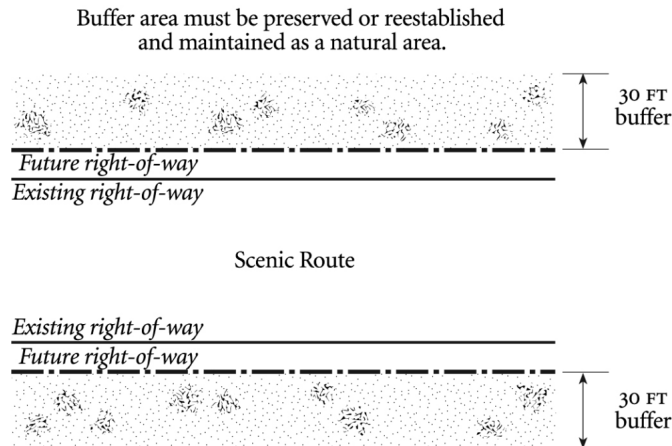 Buffer area must be preserved or reestablished
and maintained as a natural area.
30 FT
buffer
Future right-of-way
Existing right-of-way
Scenic Route
Existing right-of-way
Future right-of-way
30 FT
buffer